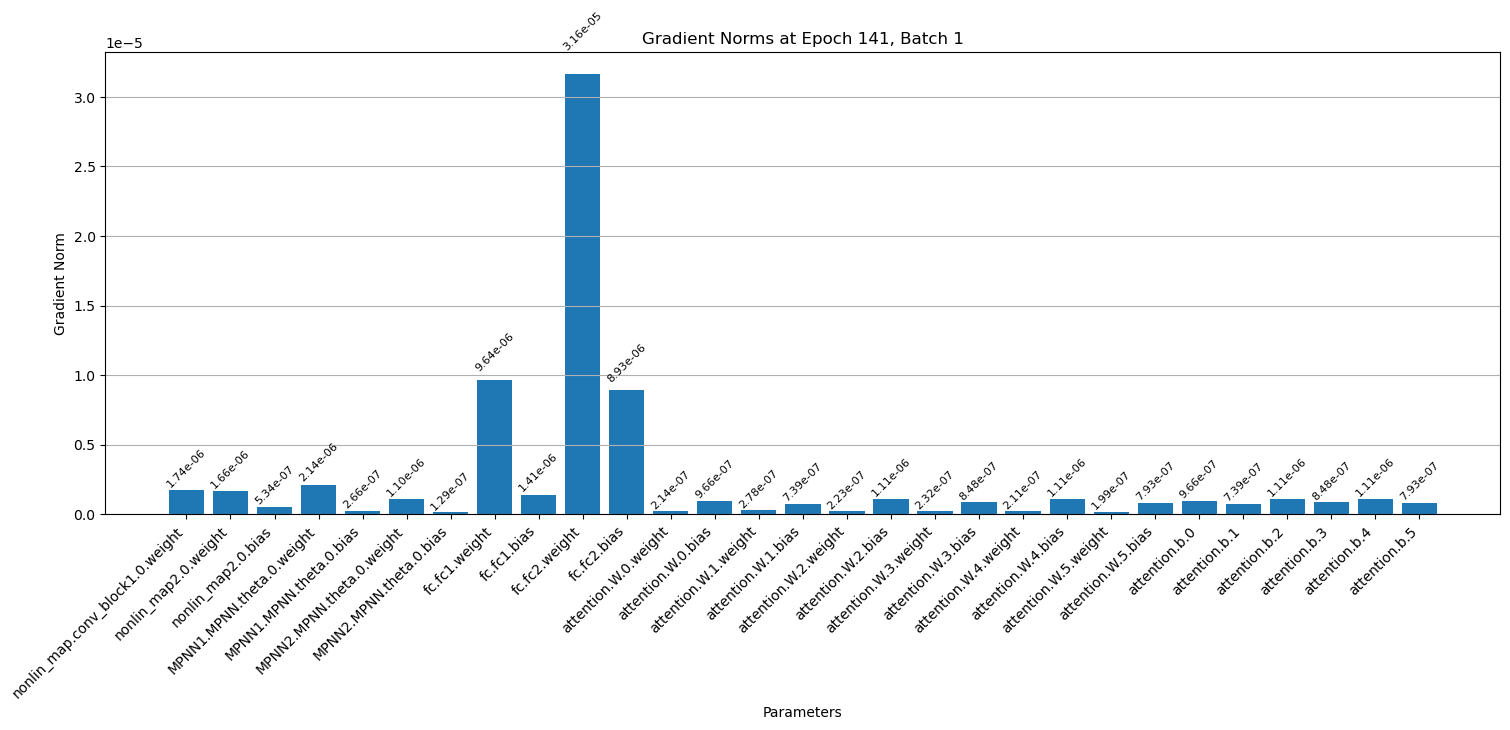 Gradient Norms at Epoch 141, Batch 1
1e−5
3.0
2.5
2.0
1.5
1.0
0.5
0.0
Gradient Norm
1.74e-06
1.66e-06
5.34e-07
2.14e-06
2.66e-07
1.10e-06
1.29e-07
9.64e-06
1.41e-06
3.16e-05
8.93e-06
2.14e-07
9.66e-07
2.78e-07
7.39e-07
2.23e-07
1.11e-06
2.32e-07
8.48e-07
2.11e-07
1.11e-06
1.99e-07
7.93e-07
9.66e-07
7.39e-07
1.11e-06
8.48e-07
1.11e-06
7.93e-07
nonlin_map.conv_block1.0.weight
nonlin_map2.0.weight
nonlin_map2.0.bias
MPNN1.MPNN.theta.0.weight
MPNN1.MPNN.theta.0.bias
MPNN2.MPNN.theta.0.weight
MPNN2.MPNN.theta.0.bias
fc.fc1.weight
fc.fc1.bias
fc.fc2.weight
fc.fc2.bias
attention.W.0.weight
attention.W.0.bias
attention.W.1.weight
attention.W.1.bias
attention.W.2.weight
attention.W.2.bias
attention.W.3.weight
attention.W.3.bias
attention.W.4.weight
attention.W.4.bias
attention.W.5.weight
attention.W.5.bias
attention.b.0
attention.b.1
attention.b.2
attention.b.3
attention.b.4
attention.b.5
Parameters